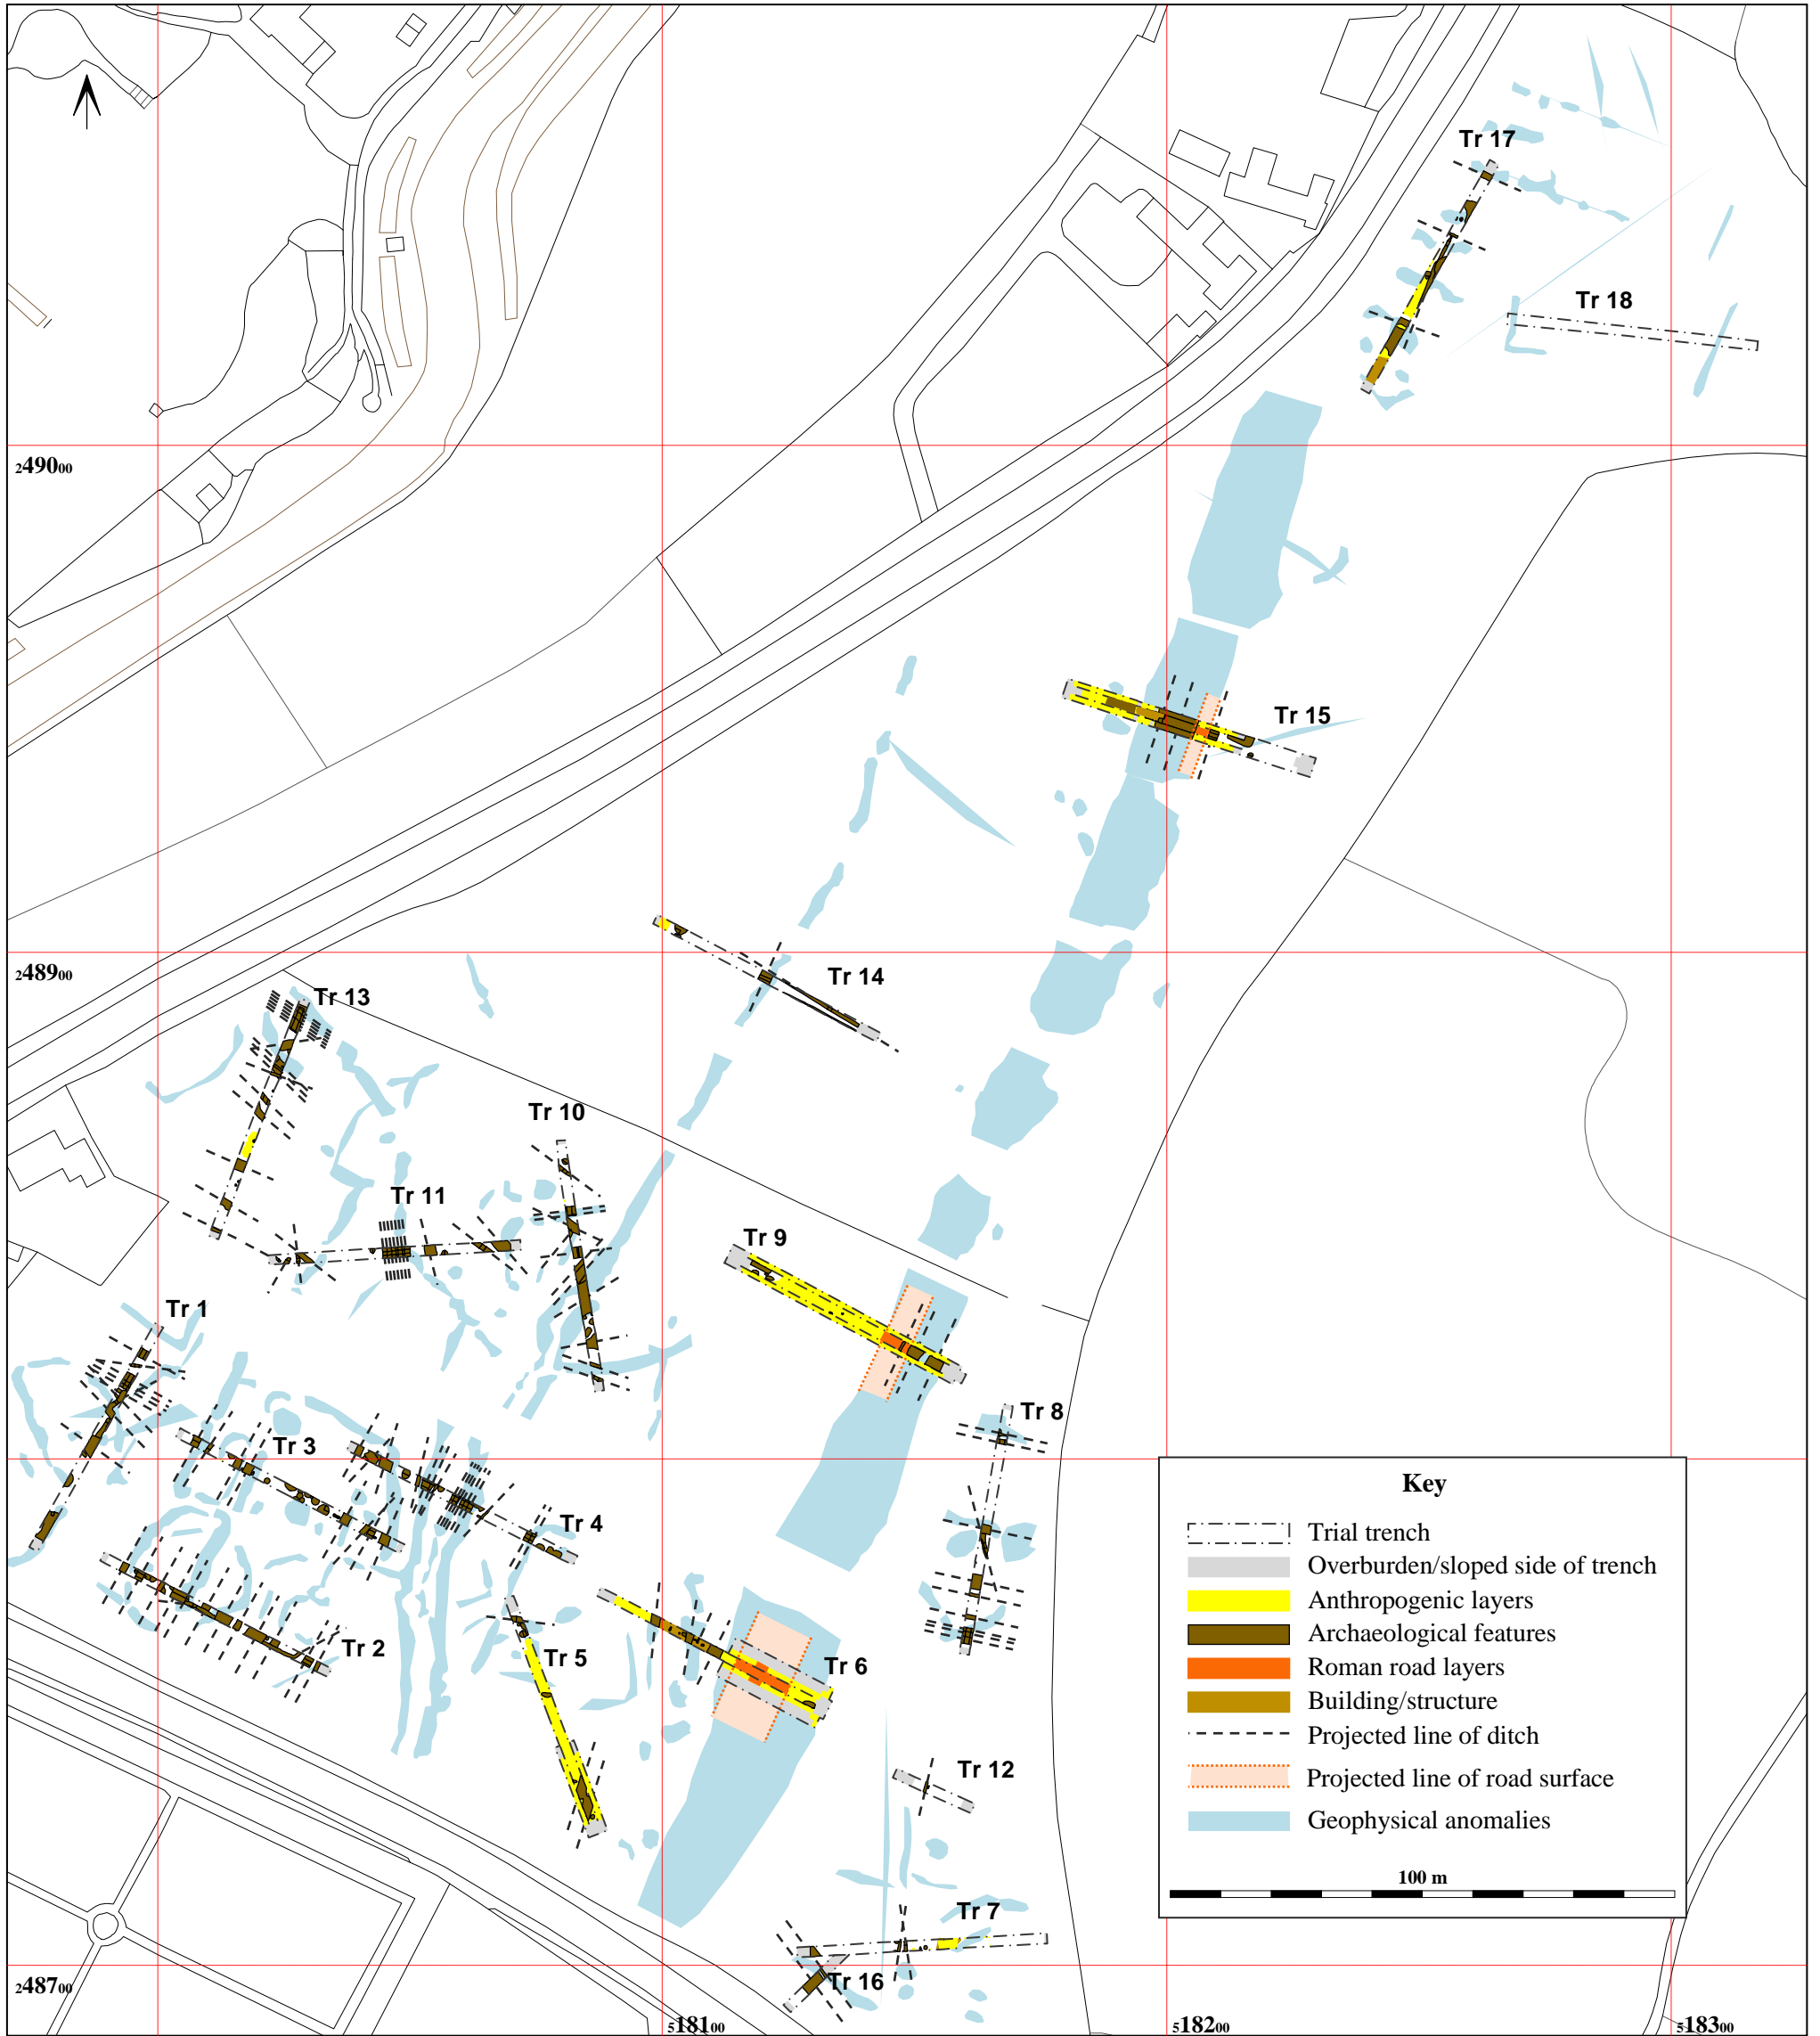 Tr 17
Tr 18
249000
Tr 15
248900
Tr 14
Tr 13
Tr 10
Tr 11
Tr 9
Tr 1
Tr 8
Tr 3
Tr 4
Tr 2
Tr 5
Tr 6
Tr 12
Tr 7
Tr 16
248700
518100
518200
518300
Key
Trial trench
Overburden/sloped side of trench
Anthropogenic layers
Archaeological features
Roman road layers
Building/structure
Projected line of ditch
Projected line of road surface
Geophysical anomalies
100 m